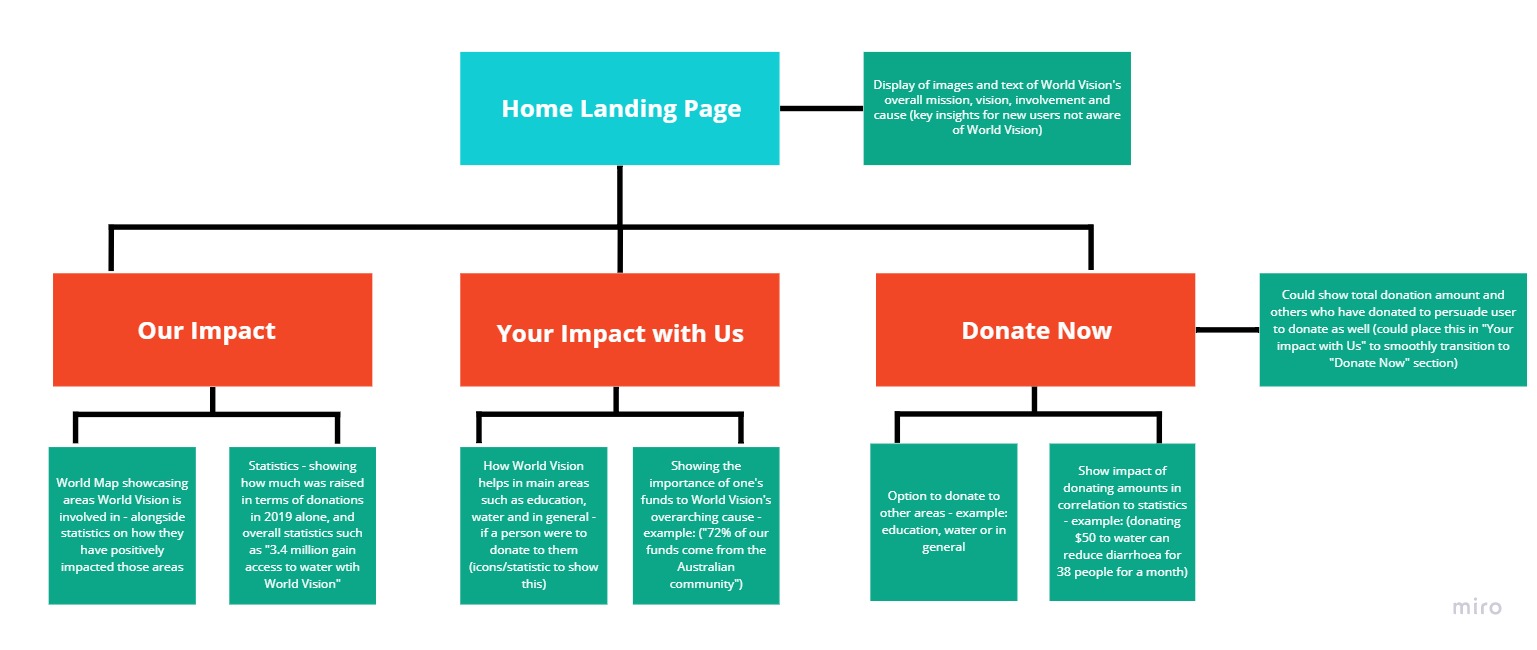 Home Landing Page
Display of images and text of World Vision's
overall mission, vision, involvement and
cause (key insights for new users not aware
of World Vision)
Our Impact
Your Impact with Us
Donate Now
Could show total donation amount and
others who have donated to persuade user
to donate as well (could place this in "Your
impact with Us" to smoothly transition to
"Donate Now" section)
World Map showcasing
areas World Vision is
involved in - alongside
statistics on how they
have positively
impacted those areas
Statistics - showing
how much was raised
in terms of donations
in 2019 alone, and
overall statistics such
as "3.4 million gain
access to water wtih
World Vision"
How World Vision
helps in main areas
such as education,
water and in general -
if a person were to
donate to them
(icons/statistic to show
this)
Showing the
importance of one's
funds to World Vision's
overarching cause -
example: ("72% of our
funds come from the
Australian
community")
Option to donate to
other areas - example:
education, water or in
general
Show impact of
donating amounts in
correlation to statistics
- example: (donating
$50 to water can
reduce diarrhoea for
38 people for a month)
miro